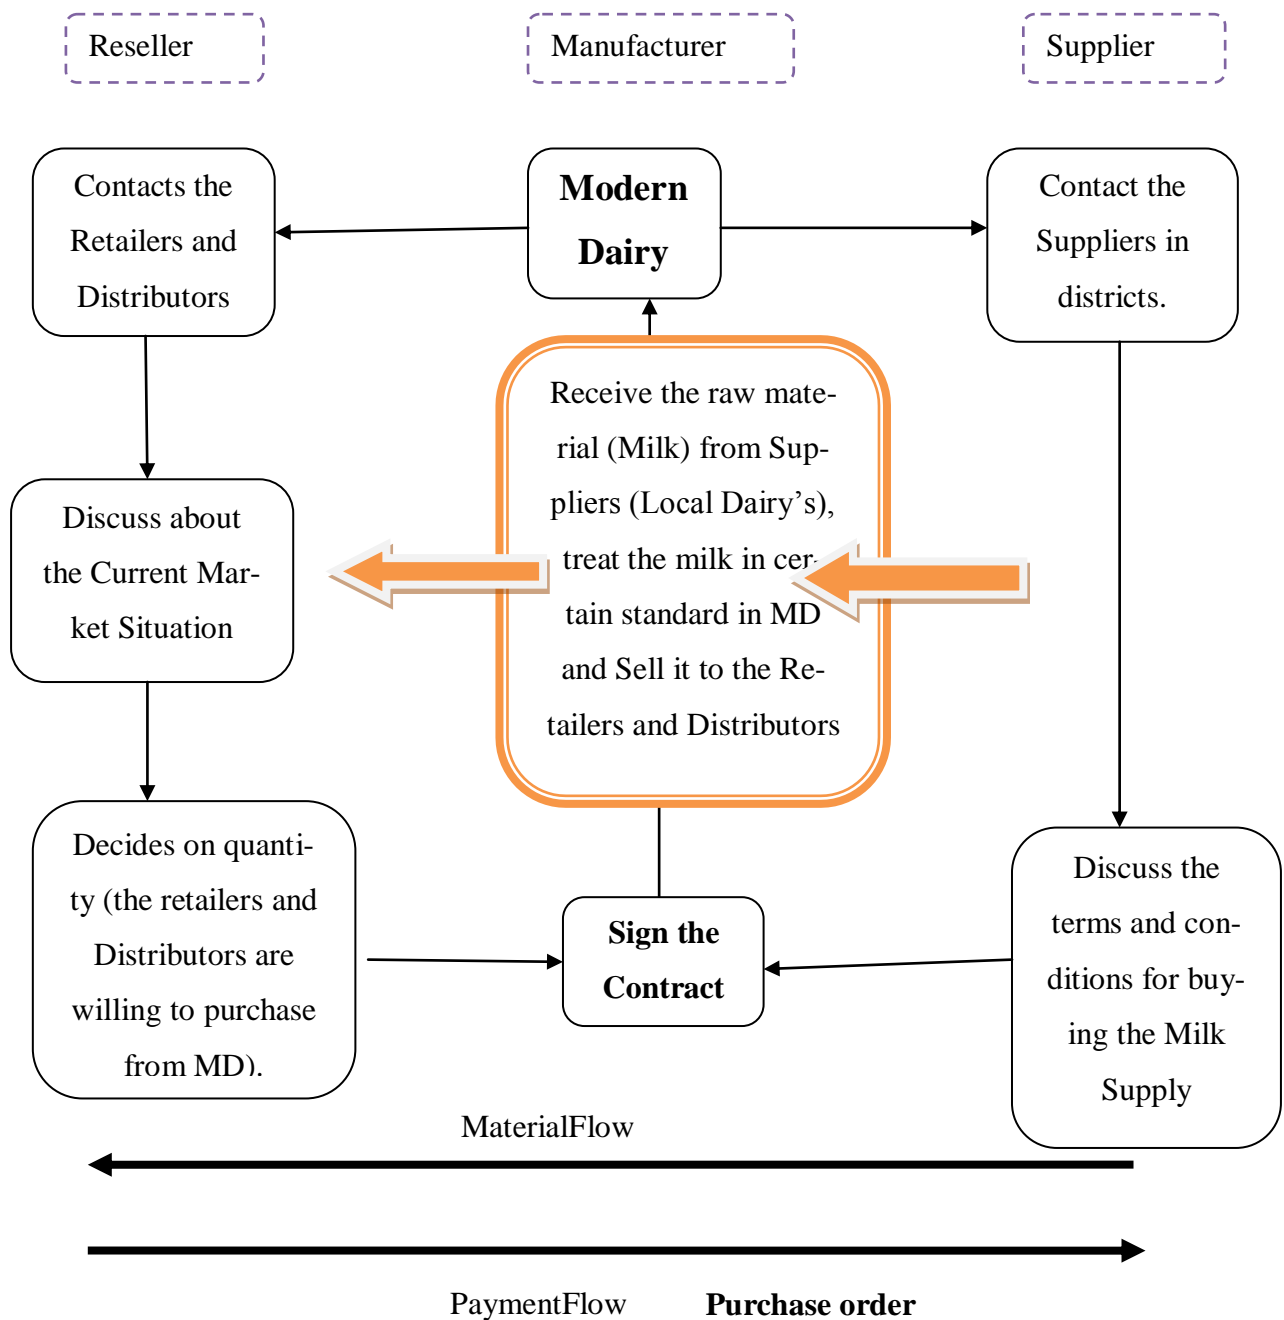 Reseller
Manufacturer
Supplier
Contacts the
Retailers and
Distributors
Modern
Dairy
Contact the
Suppliers in
districts.
Receive the raw mate-
rial (Milk) from Sup-
pliers (Local Dairy’s),
treat the milk in cer-
tain standard in MD
and Sell it to the Re-
tailers and Distributors
Discuss about
the Current Mar-
ket Situation
Decides on quanti-
ty (the retailers and
Distributors are
willing to purchase
from MD).
Sign the
Contract
Discuss the
terms and con-
ditions for buy-
ing the Milk
Supply
MaterialFlow
PaymentFlow
Purchase order